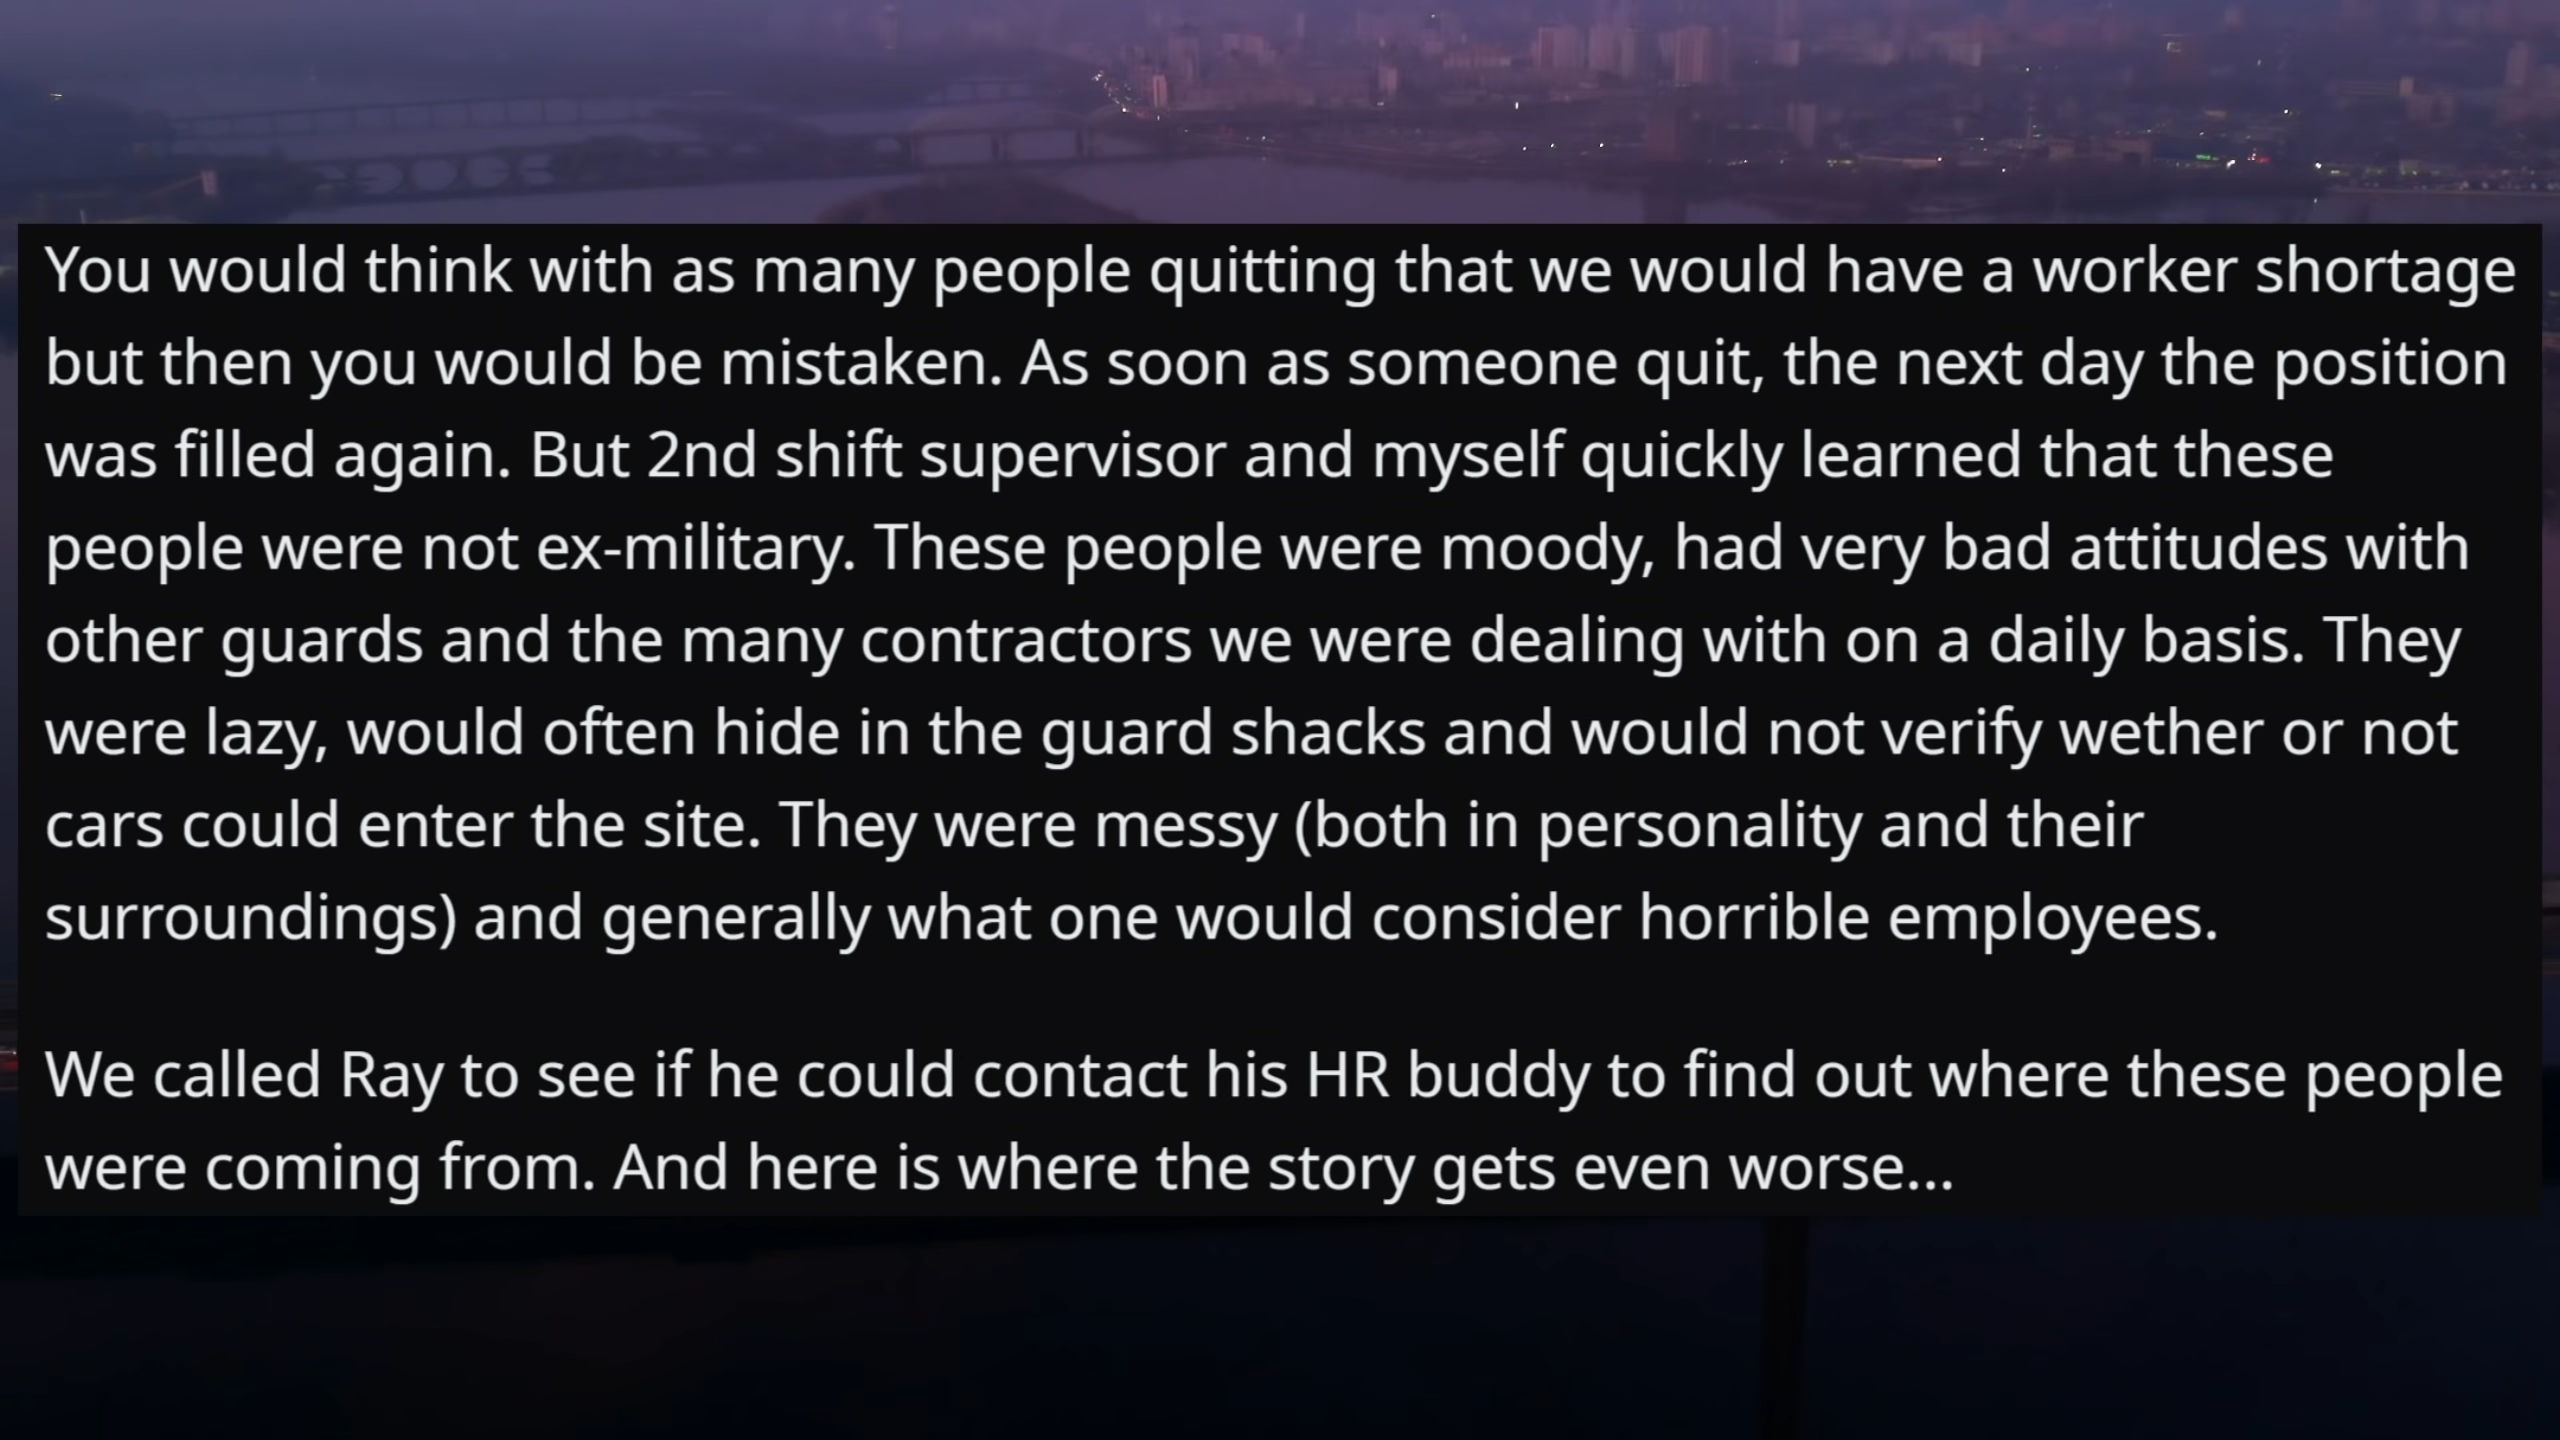 You would think with as many people quitting that we would have a worker shortage
but then you would be mistaken. As soon as someone quit, the next day the position
was filled again. But 2nd shift supervisor and myself quickly learned that these
people were not ex-military. These people were moody, had very bad attitudes with
other guards and the many contractors we were dealing with on a daily basis. They
were lazy, would often hide in the guard shacks and would not verify wether or not
cars could enter the site. They were messy (both in personality and their
surroundings) and generally what one would consider horrible employees.
We called Ray to see if he could contact his HR buddy to find out where these people
were coming from. And here is where the story gets even worse...